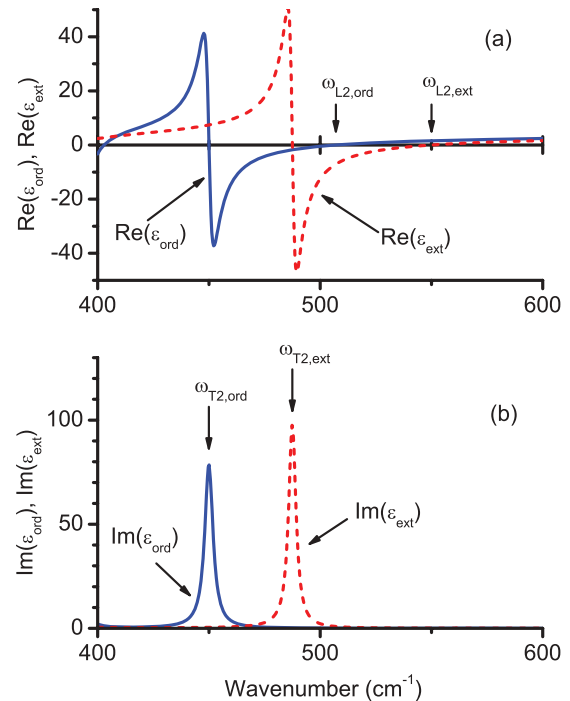 (a)
ω_L2,ord
ω_L2,ext
Re(ε_ord), Re(ε_ext)
40
20
0
-20
-40
Re(ε_ord)
Re(ε_ext)
400
500
600
ω_T2,ext
ω_T2,ord
(b)
Im(ε_ord), Im(ε_ext)
100
50
0
Im(ε_ord)
Im(ε_ext)
400
500
600
Wavenumber (cm⁻¹)